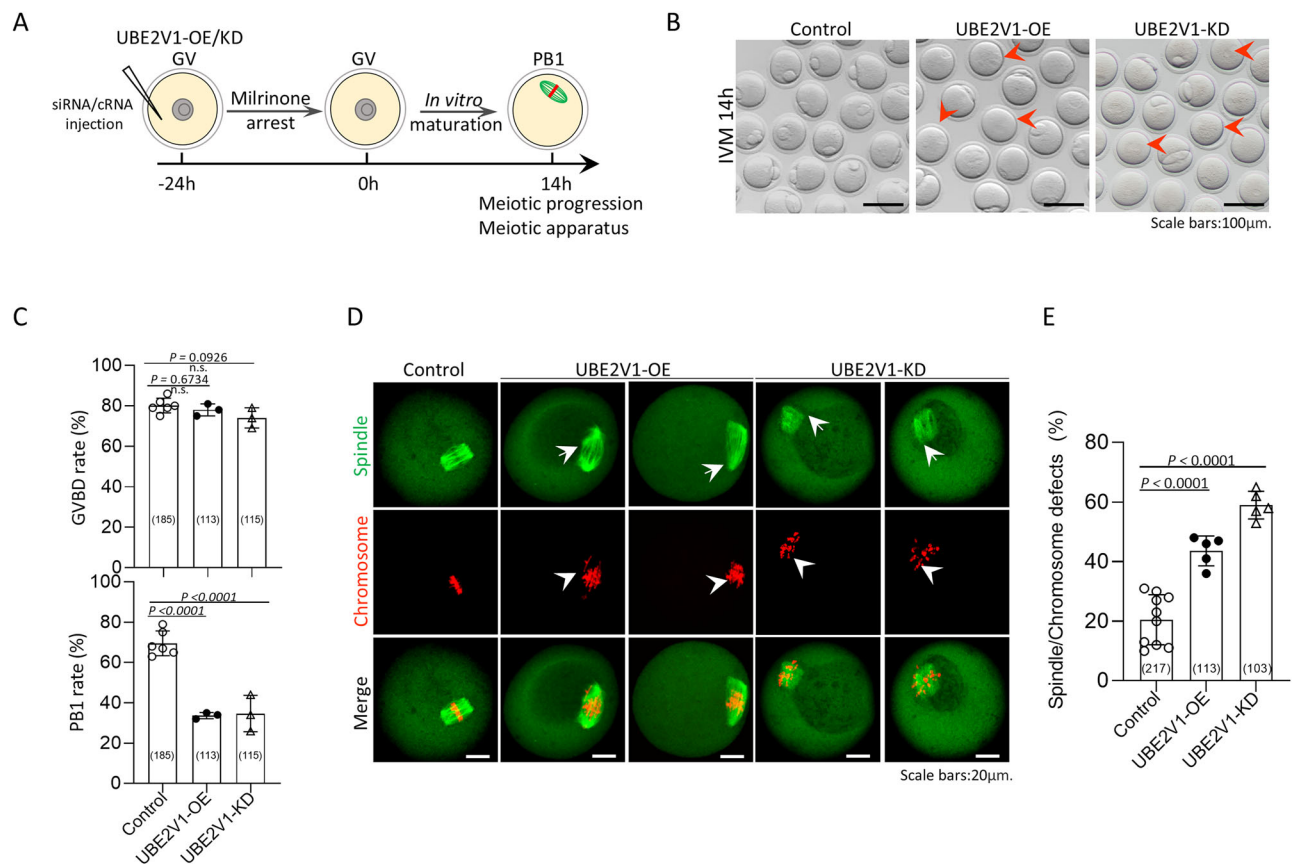 A
UBE2V1-OE/KD
GV
GV
PB1
siRNA/cRNA
injection
Milrinone
arrest
In vitro
maturation
-24h
0h
14h
Meiotic progression
Meiotic apparatus
B
Control
UBE2V1-OE
UBE2V1-KD
IVM 14h
Scale bars:100μm.
C
P = 0.0926
n.s.
P = 0.6734
n.s.
GVBD rate (%)
100
80
60
40
20
0
(185)
(113)
(115)
P <0.0001
P <0.0001
PB1 rate (%)
100
80
60
40
20
0
(185)
(113)
(115)
Control
UBE2V1-OE
UBE2V1-KD
D
Control
UBE2V1-OE
UBE2V1-KD
Spindle
Chromosome
Merge
Scale bars:20μm.
E
Spindle/Chromosome defects (%)
80
60
40
20
0
P < 0.0001
P < 0.0001
(217)
(113)
(103)
Control
UBE2V1-OE
UBE2V1-KD